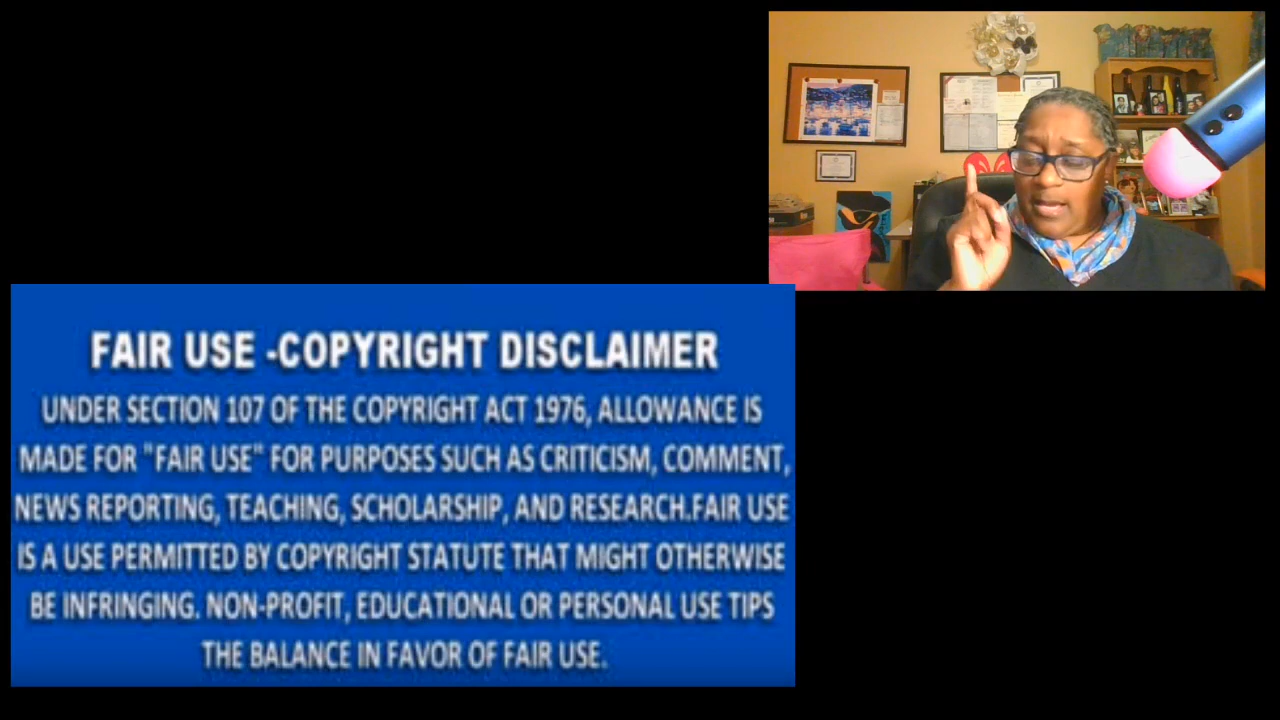 FAIR USE -COPYRIGHT DISCLAIMER
UNDER SECTION 107 OF THE COPYRIGHT ACT 1976, ALLOWANCE IS
MADE FOR "FAIR USE" FOR PURPOSES SUCH AS CRITICISM, COMMENT,
NEWS REPORTING, TEACHING, SCHOLARSHIP, AND RESEARCH.FAIR USE
IS A USE PERMITTED BY COPYRIGHT STATUTE THAT MIGHT OTHERWISE
BE INFRINGING. NON-PROFIT, EDUCATIONAL OR PERSONAL USE TIPS
THE BALANCE IN FAVOR OF FAIR USE.